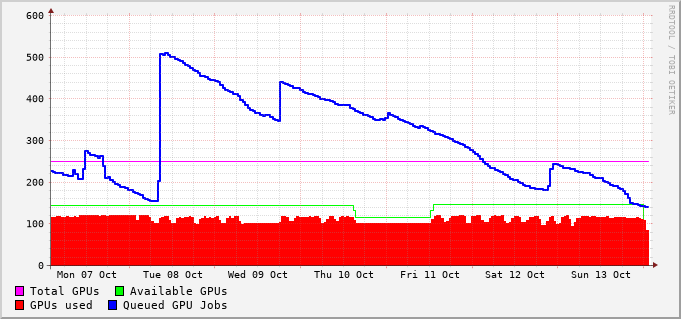 600
500
400
300
200
100
0
Mon 07 Oct Tue 08 Oct Wed 09 Oct Thu 10 Oct Fri 11 Oct Sat 12 Oct Sun 13 Oct
Total GPUs Available GPUs
GPUs used Queued GPU Jobs
RRDTOOL / TOBI OETIKER